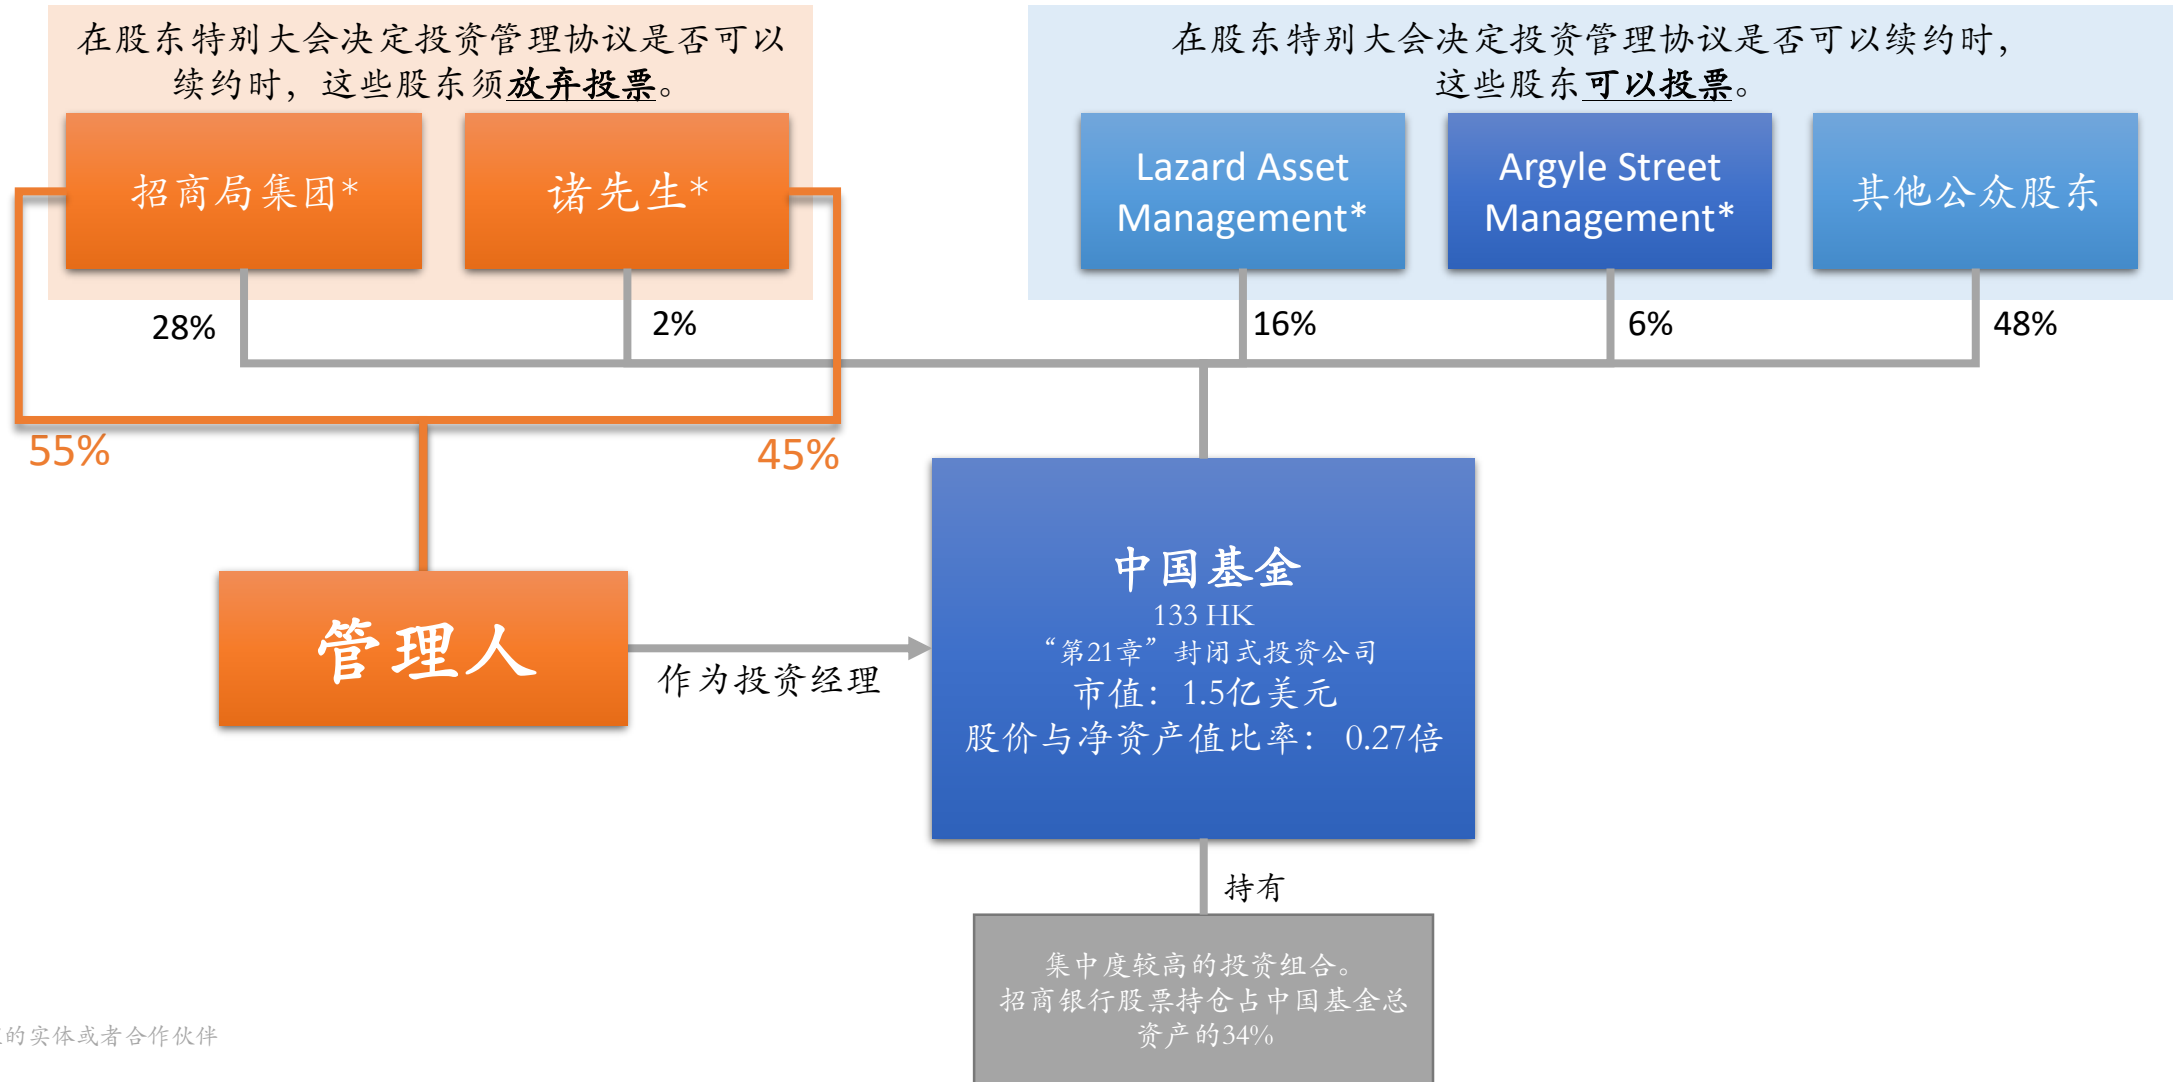 在股东特别大会决定投资管理协议是否可以
续约时，这些股东须放弃投票。
在股东特别大会决定投资管理协议是否可以续约时，
这些股东可以投票。
招商局集团*
诸先生*
Lazard Asset
Management*
Argyle Street
Management*
其他公众股东
28%
2%
16%
6%
48%
55%
45%
管理人
作为投资经理
中国基金
133 HK
“第21章”封闭式投资公司
市值：1.5亿美元
股价与净资产值比率： 0.27倍
持有
集中度较高的投资组合。
招商银行股票持仓占中国基金总
资产的34%
的实体或者合作伙伴